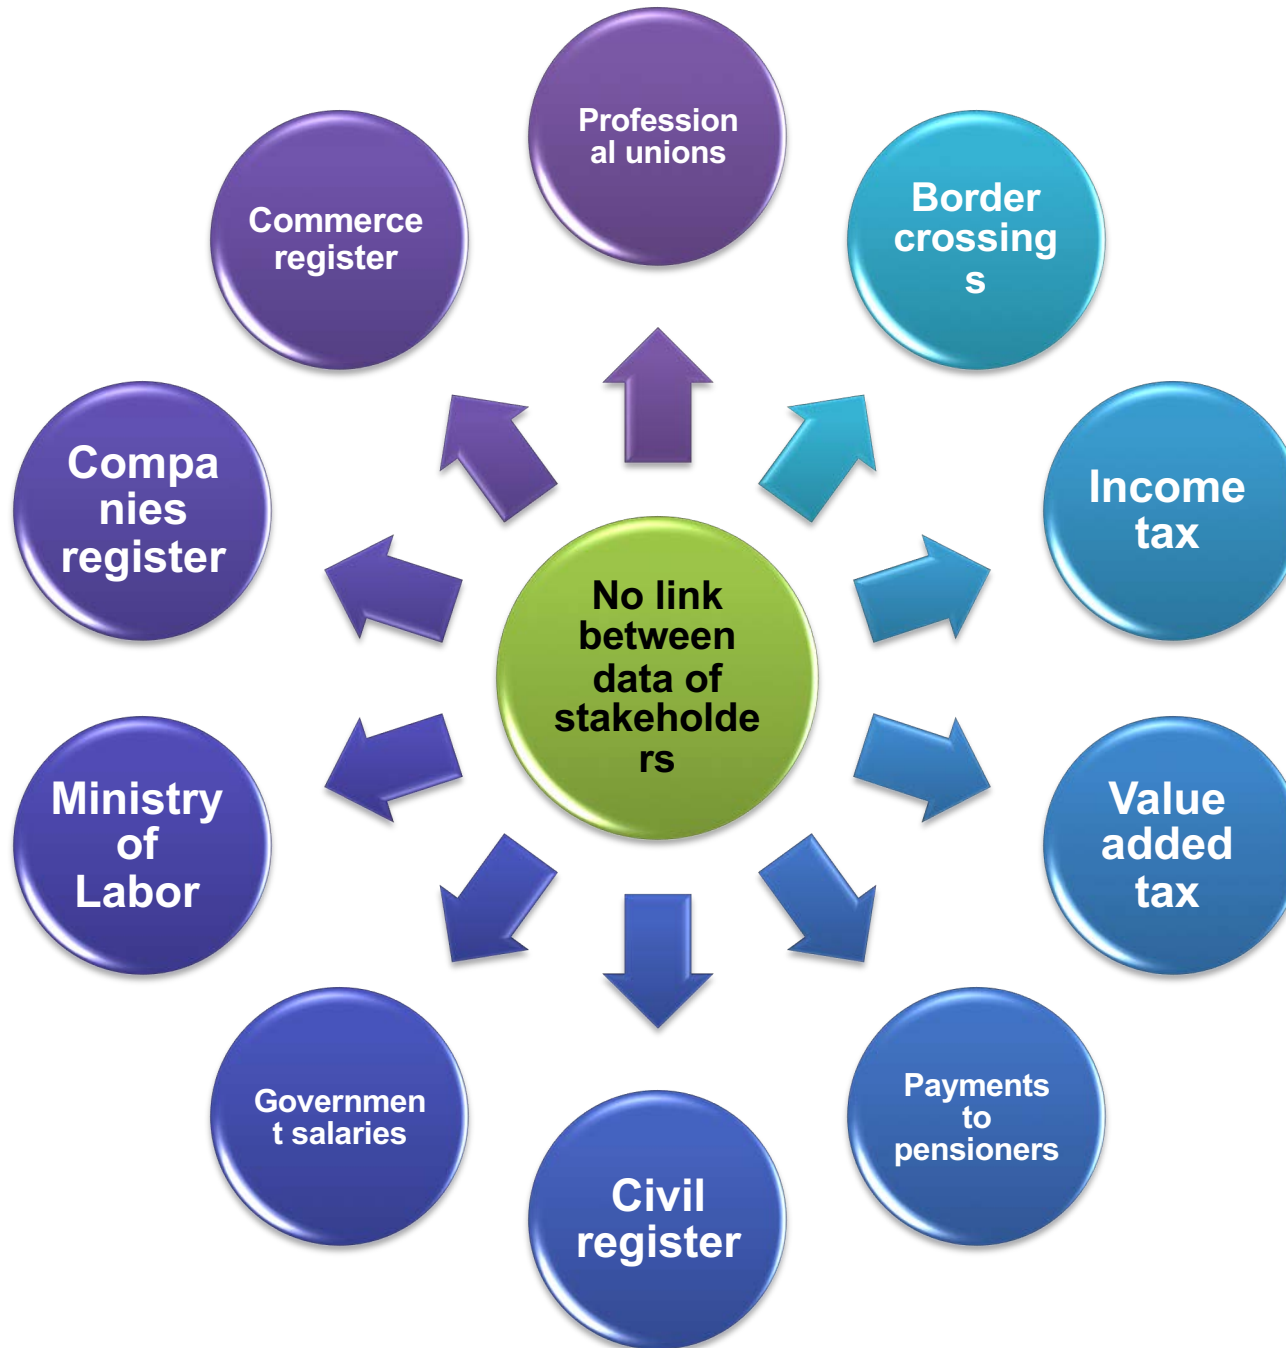 Profession
al unions
Border
crossing
s
Income
tax
Value
added
tax
Payments
to
pensioners
Civil
register
Governmen
t salaries
Ministry
of
Labor
Compa
nies
register
Commerce
register
No link
between
data of
stakeholde
rs